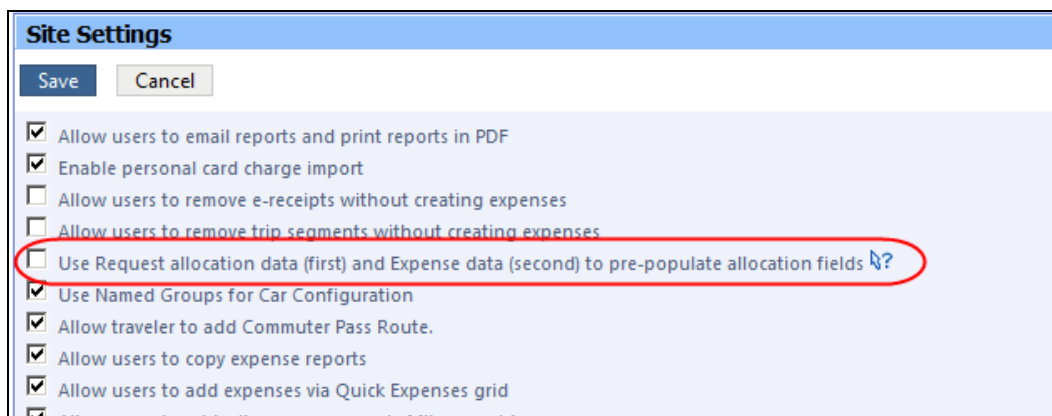 Site Settings
Save Cancel
Allow users to email reports and print reports in PDF
Enable personal card charge import
Allow users to remove e-receipts without creating expenses
Allow users to remove trip segments without creating expenses
Use Request allocation data (first) and Expense data (second) to pre-populate allocation fields ?
Use Named Groups for Car Configuration
Allow traveler to add Commuter Pass Route.
Allow users to copy expense reports
Allow users to add expenses via Quick Expenses grid